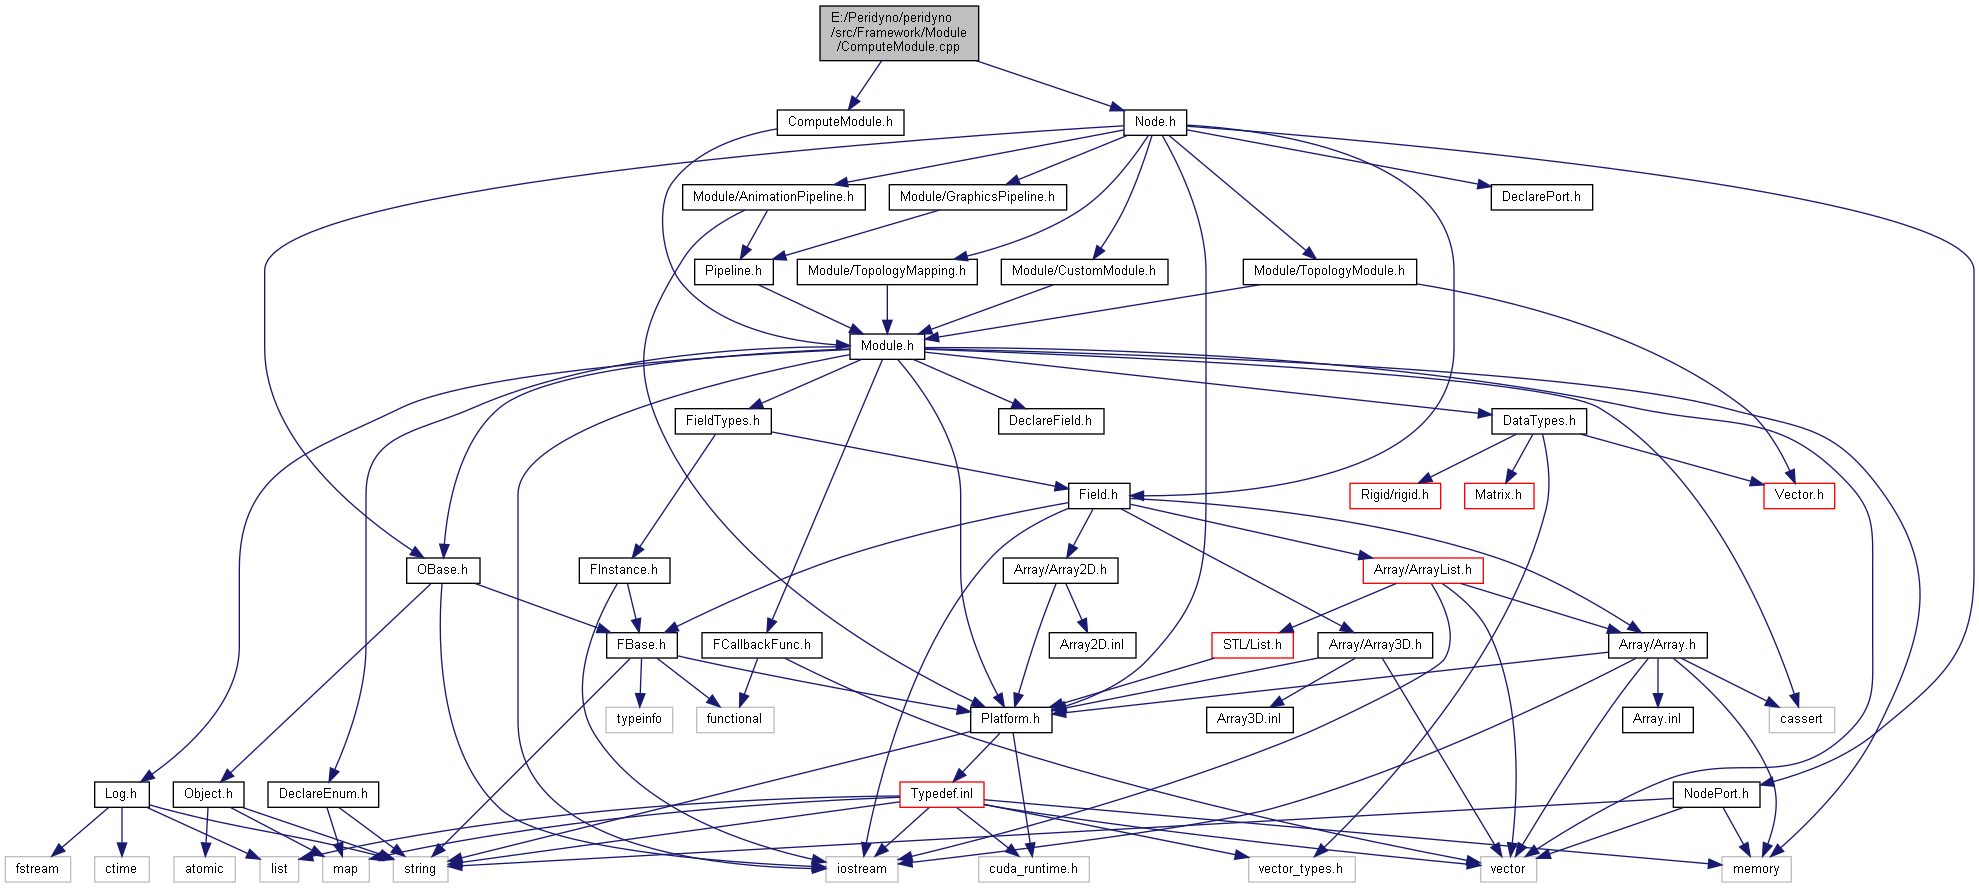 E:/Peridyno/peridyno
/src/Framework/Module
/ComputeModule.cpp
ComputeModule.h
Node.h
Module/AnimationPipeline.h
Module/GraphicsPipeline.h
DeclarePort.h
Pipeline.h
Module/TopologyMapping.h
Module/CustomModule.h
Module/TopologyModule.h
Module.h
FieldTypes.h
DeclareField.h
DataTypes.h
Field.h
Rigid/rigid.h
Matrix.h
Vector.h
OBase.h
FInstance.h
Array/Array2D.h
Array/ArrayList.h
FBase.h
FCallbackFunc.h
Array2D.inl
STL/List.h
Array/Array3D.h
Array/Array.h
typeinfo
functional
Platform.h
Array3D.inl
Array.inl
cassert
Log.h
Object.h
DeclareEnum.h
Typedef.inl
NodePort.h
fstream
ctime
atomic
list
map
string
iostream
cuda_runtime.h
vector_types.h
vector
memory